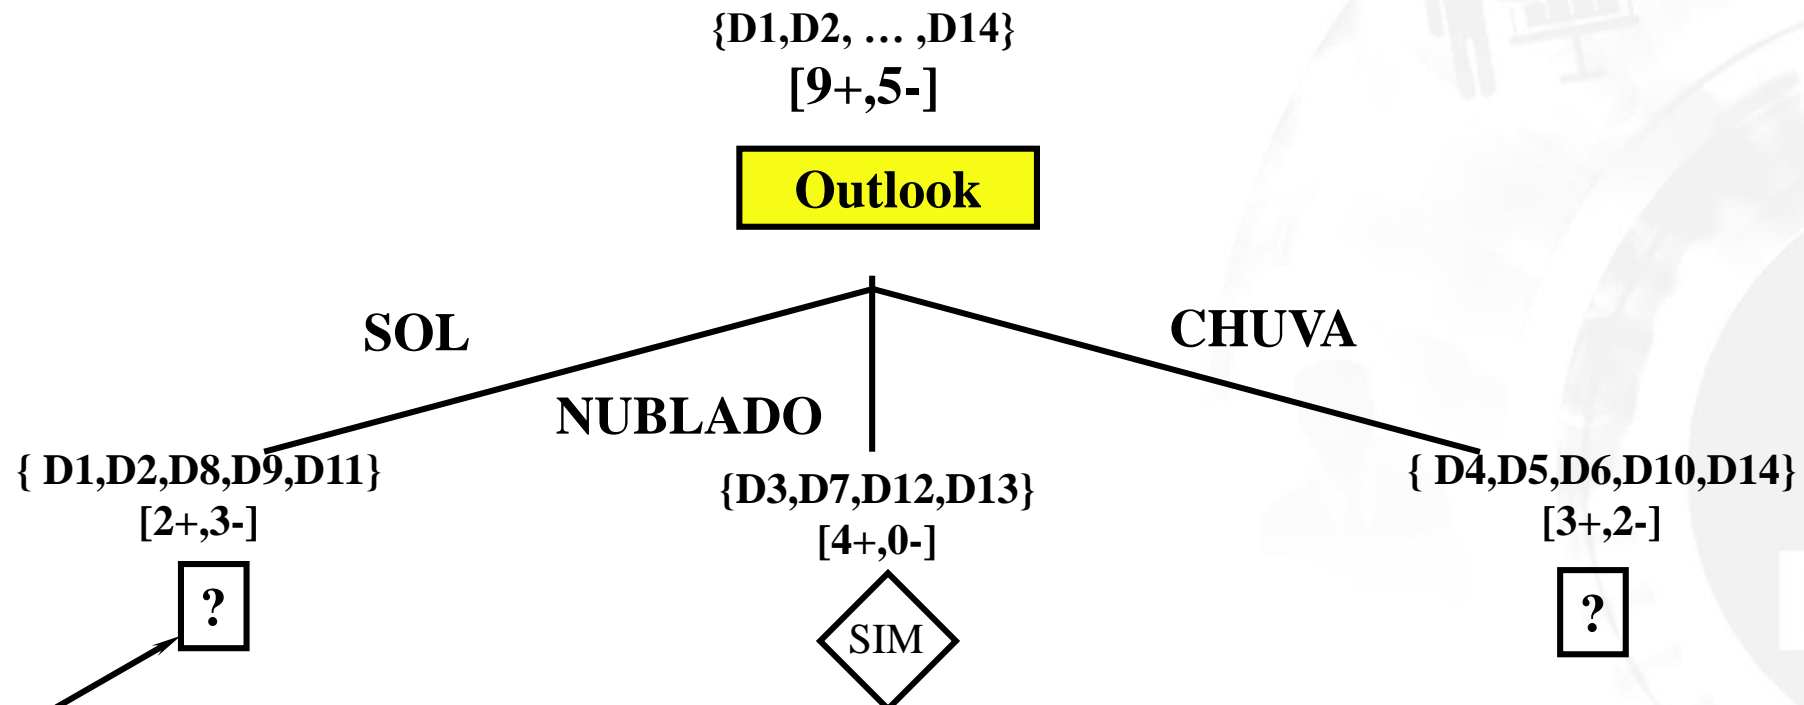 {D1,D2, … ,D14}
[9+,5-]
Outlook
SOL
CHUVA
NUBLADO
{ D1,D2,D8,D9,D11}
[2+,3-]
?
{D3,D7,D12,D13}
[4+,0-]
SIM
{ D4,D5,D6,D10,D14}
[3+,2-]
?